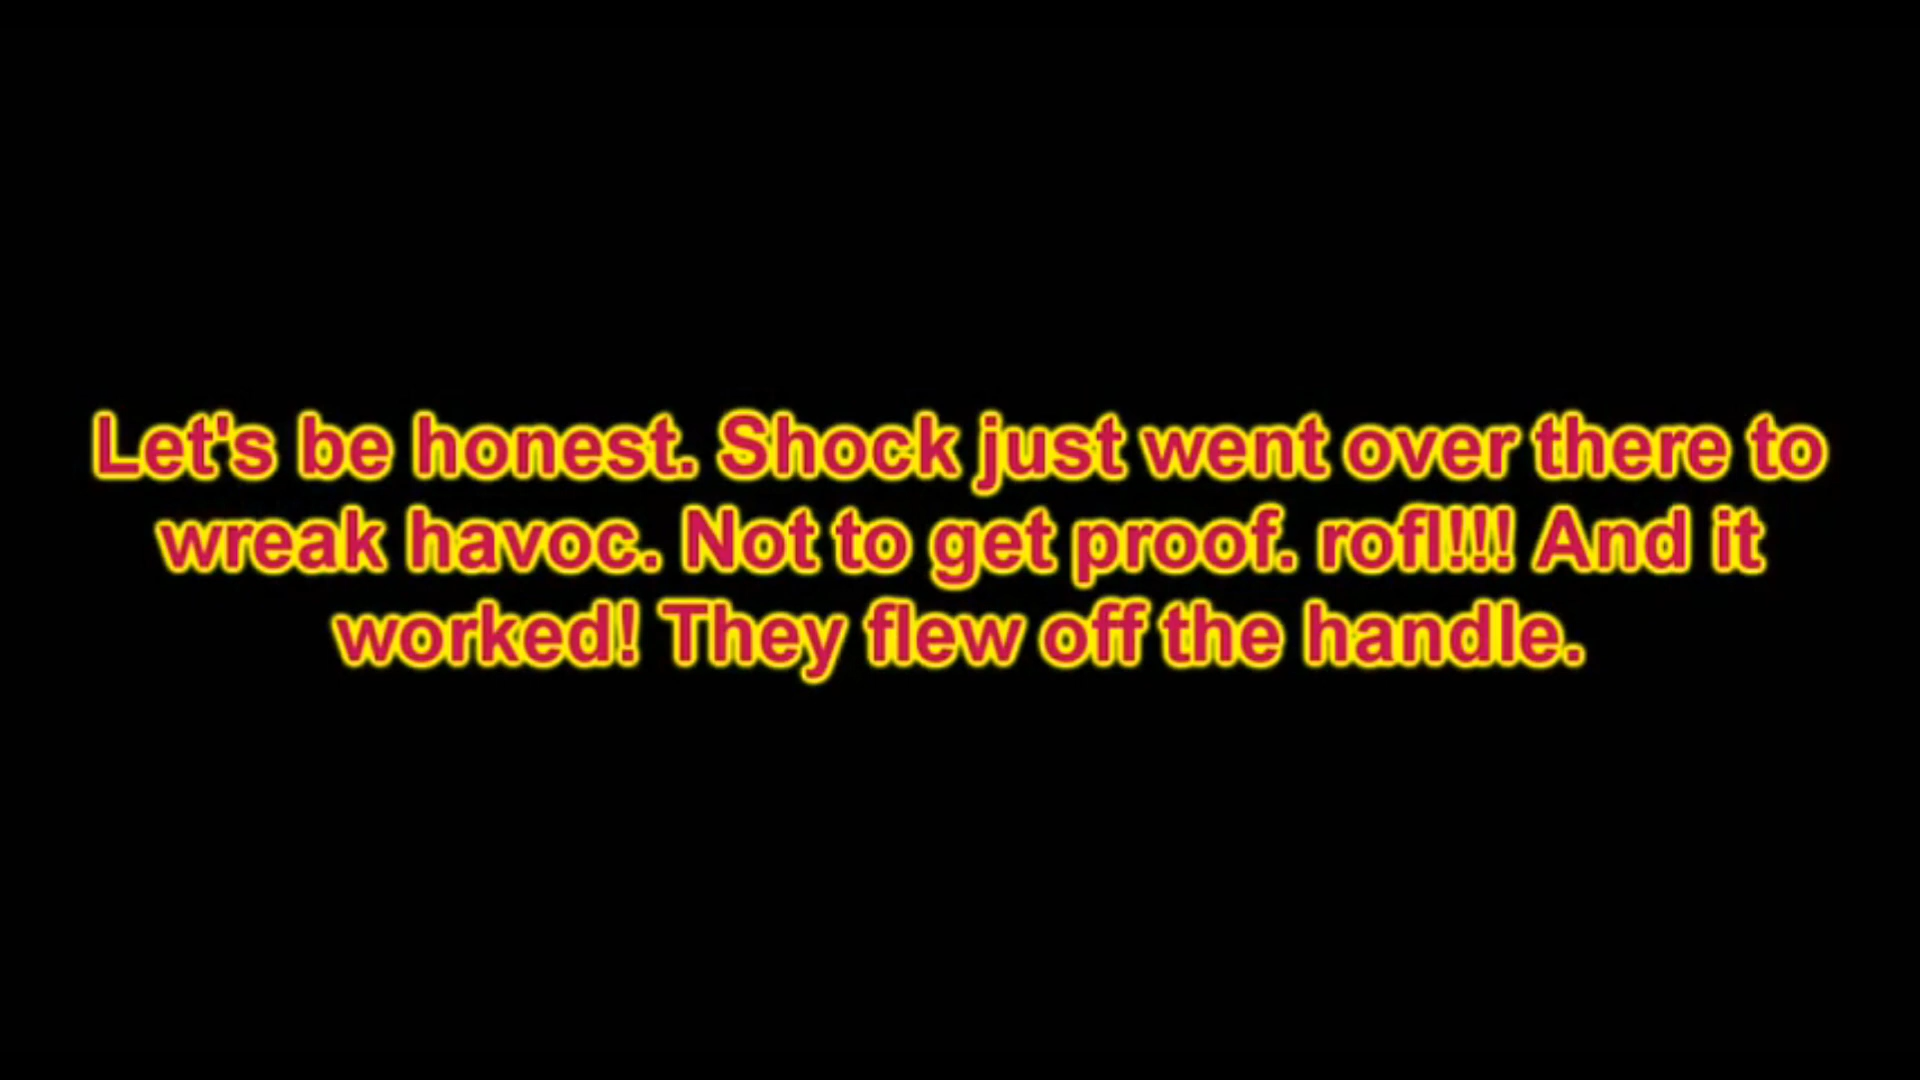 Let's be honest. Shock just went over there to
wreak havoc. Not to get proof. rofl!!! And it
worked! They flew off the handle.